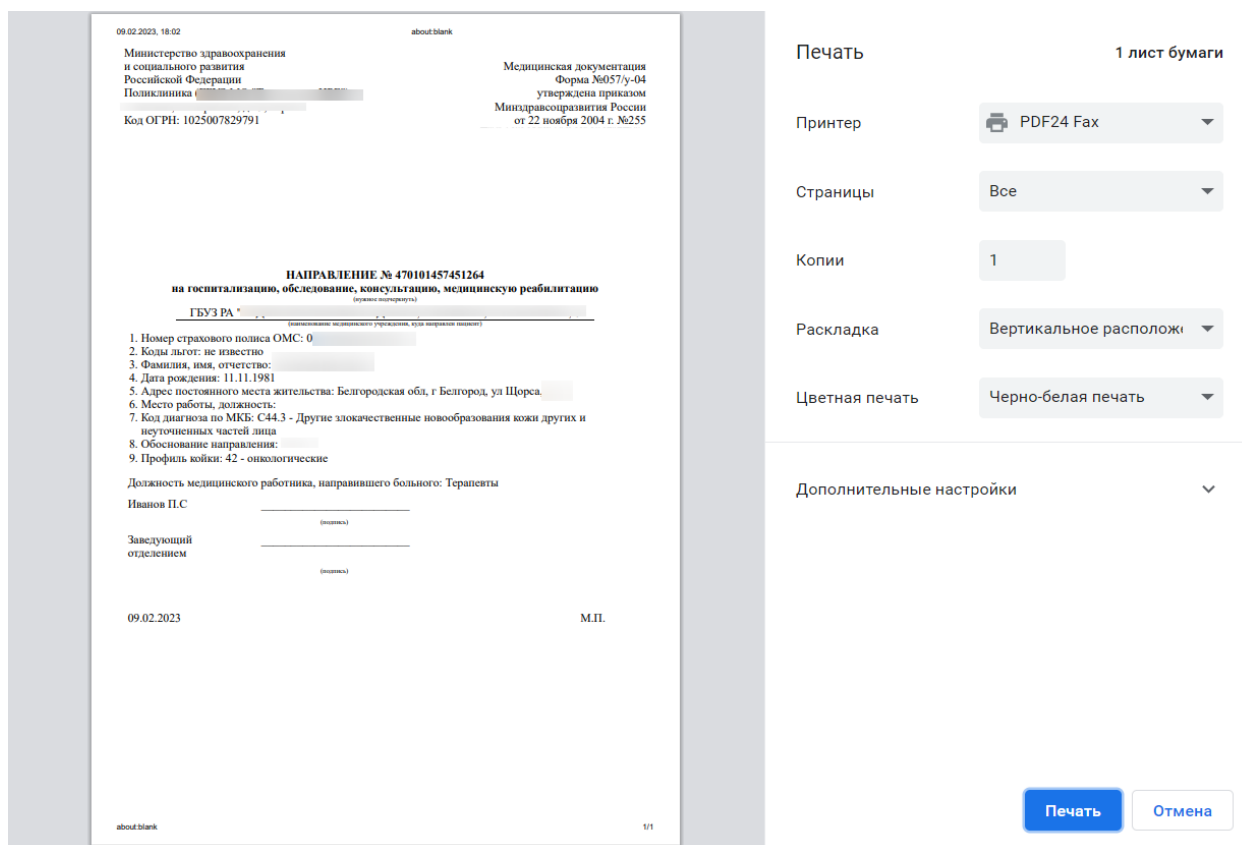 09.02.2023, 18:02
about:blank
Министерство здравоохранения
и социального развития
Российской Федерации
Поликлиника
Код ОГРН: 1025007829791
Медицинская документация
Форма №057/у-04
утверждена приказом
Минздравсоцразвития России
от 22 ноября 2004 г. №255
НАПРАВЛЕНИЕ № 470101457451264
на госпитализацию, обследование, консультацию, медицинскую реабилитацию
(нужное подчеркнуть)
ГБУЗ РА "
(наименование медицинского учреждения, куда направлен пациент)
1. Номер страхового полиса ОМС: 0
2. Коды льгот: не известно
3. Фамилия, имя, отчетство:
4. Дата рождения: 11.11.1981
5. Адрес постоянного места жительства: Белгородская обл, г Белгород, ул Щорса,
6. Место работы, должность:
7. Код диагноза по МКБ: C44.3 - Другие злокачественные новообразования кожи других и
неуточненных частей лица
8. Обоснование направления:
9. Профиль койки: 42 - онкологические
Должность медицинского работника, направившего больного: Терапевты
Иванов П.С
(подпись)
Заведующий
отделением
(подпись)
09.02.2023
М.П.
about:blank
1/1
Печать
1 лист бумаги
Принтер
PDF24 Fax
Страницы
Все
Копии
1
Раскладка
Вертикальное располож
Цветная печать
Черно-белая печать
Дополнительные настройки
Печать
Отмена